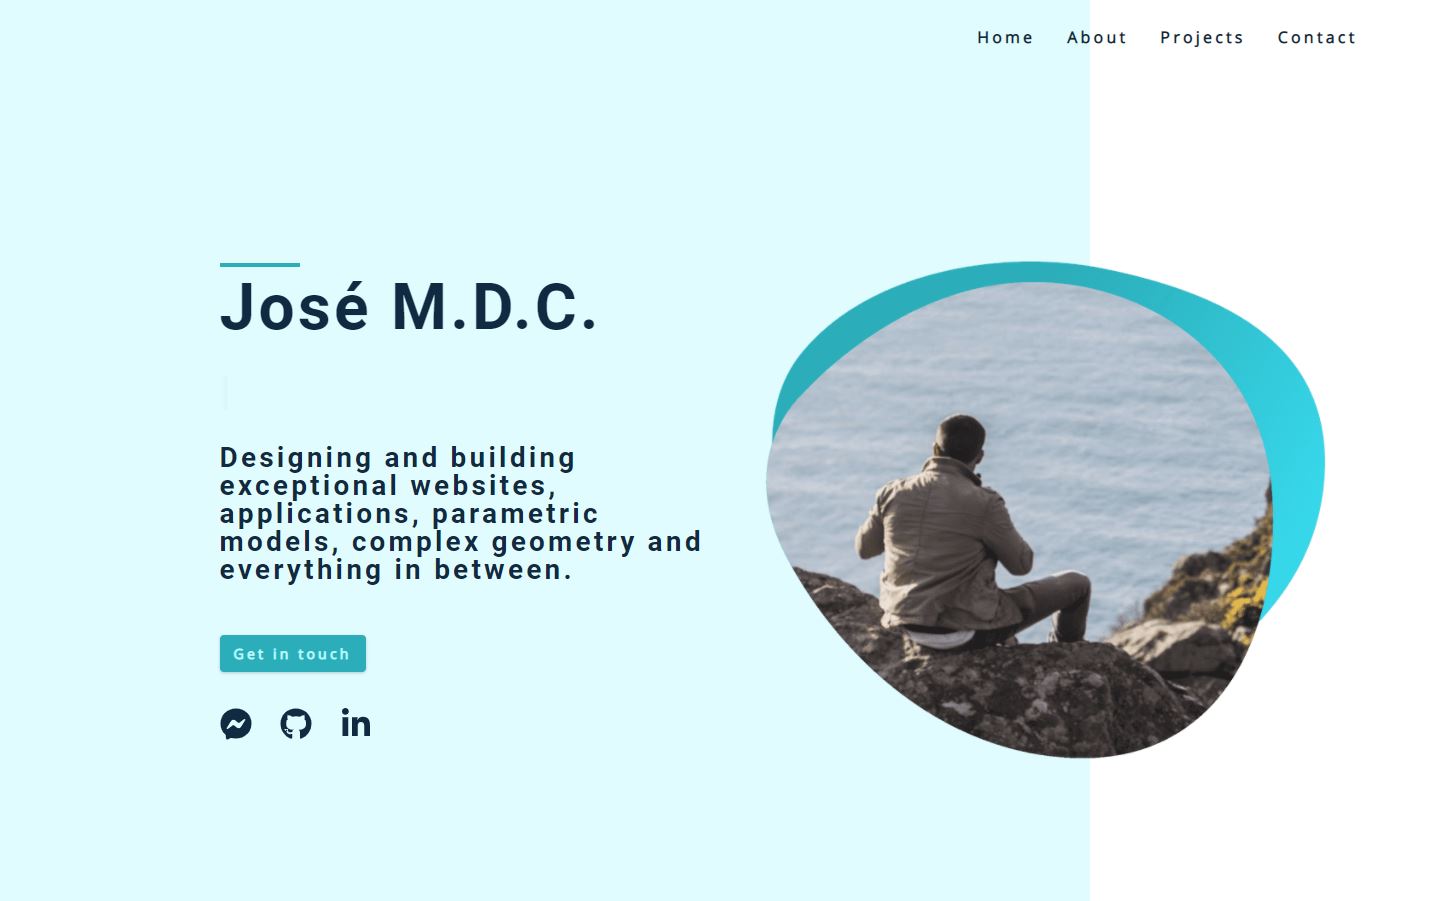 Home About Projects Contact
José M.D.C.
Designing and building
exceptional websites,
applications, parametric
models, complex geometry and
everything in between.
Get in touch
in